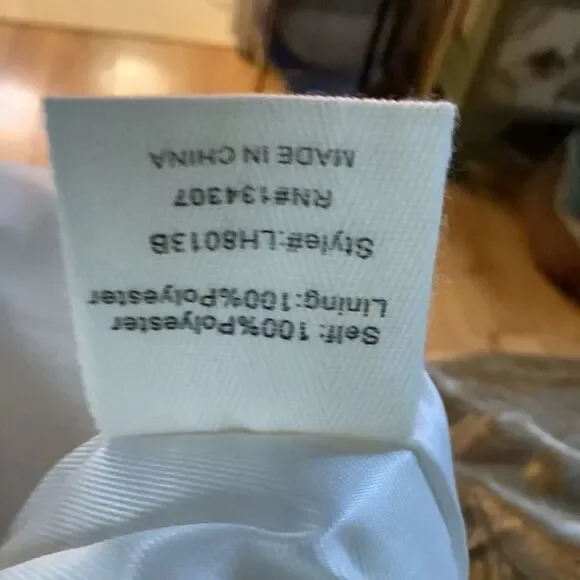 Self: 100%Polyester
Lining:100%Polyester
Style#:LH8013B
RN#134307
MADE IN CHINA